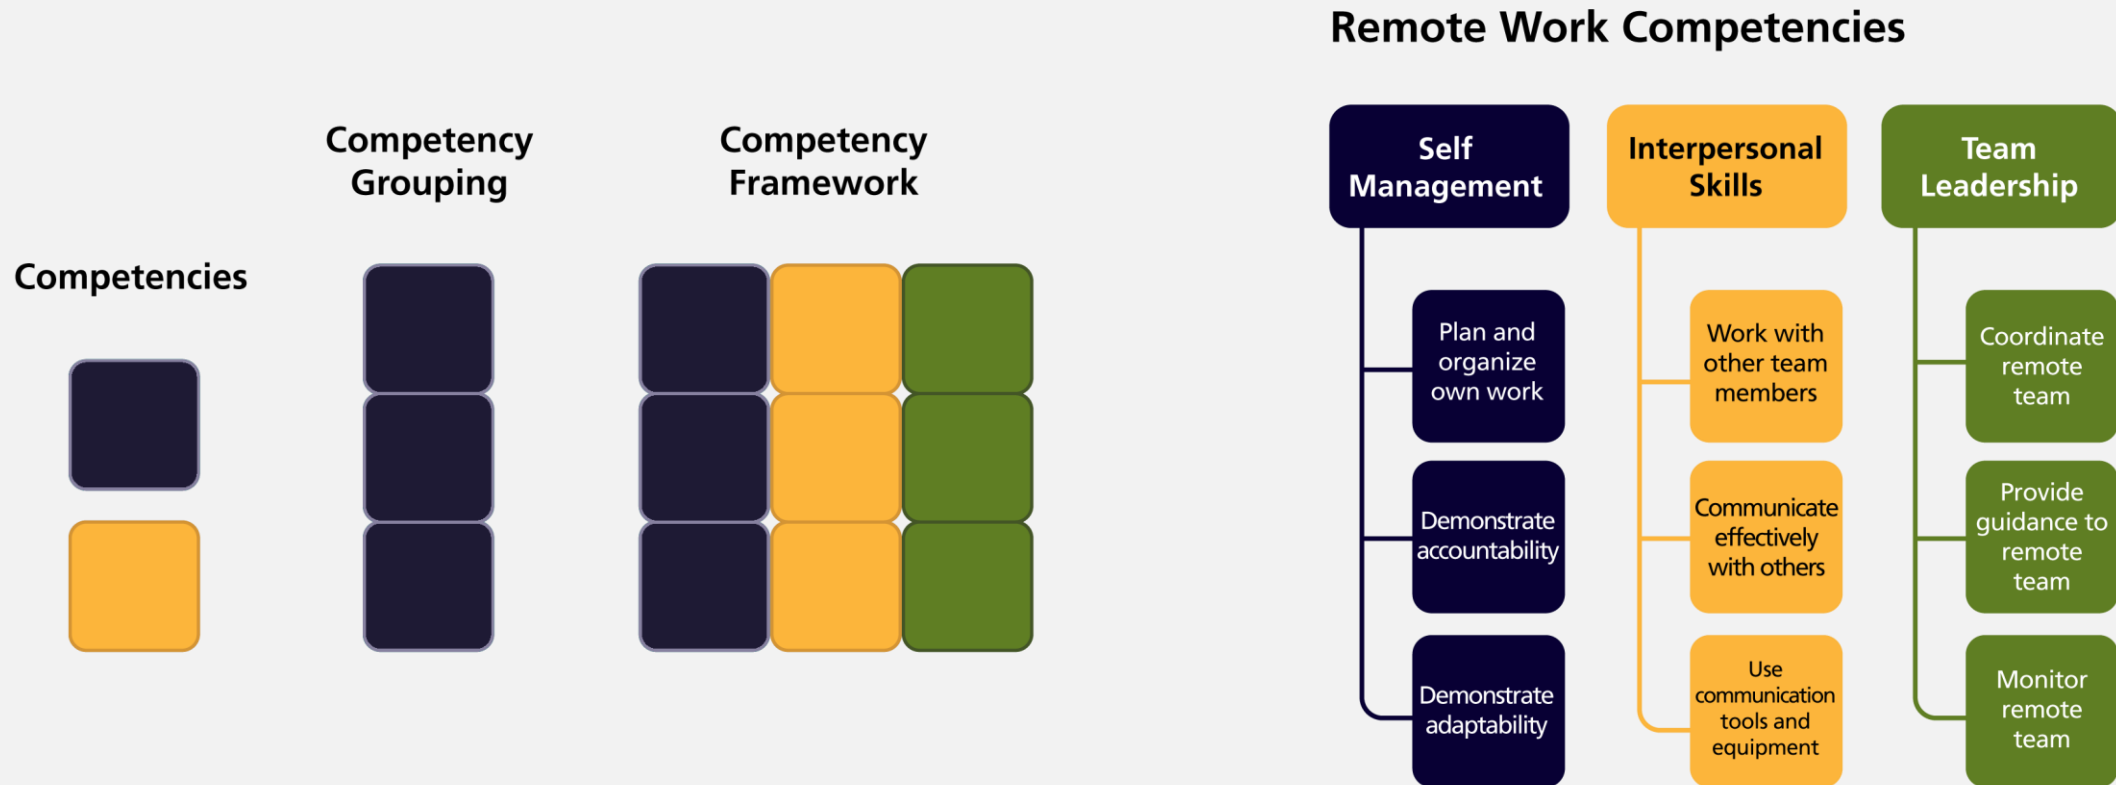 Remote Work Competencies
Competencies
Competency
Grouping
Competency
Framework
Self
Management
Plan and
organize
own work
Demonstrate
accountability
Demonstrate
adaptability
Interpersonal
Skills
Work with
other team
members
Communicate
effectively
with others
Use
communication
tools and
equipment
Team
Leadership
Coordinate
remote
team
Provide
guidance to
remote
team
Monitor
remote
team